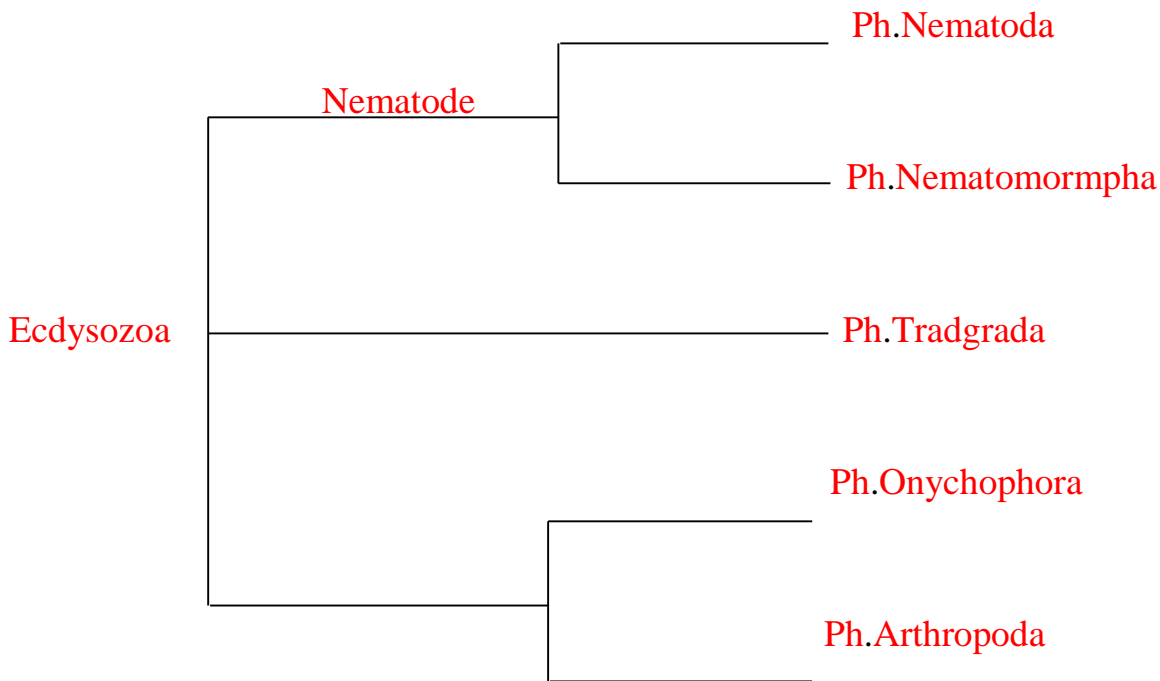 Ph.Nematoda
Nematode
Ph.Nematomormpha
Ecdysozoa
Ph.Tradgrada
Ph.Onychophora
Ph.Arthropoda